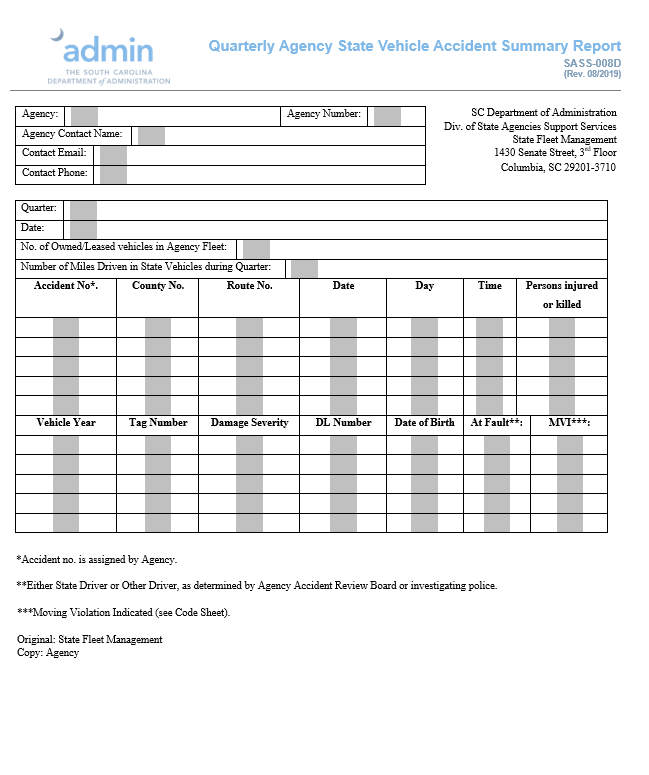 admin
THE SOUTH CAROLINA
DEPARTMENT of ADMINISTRATION
Quarterly Agency State Vehicle Accident Summary Report
SASS-008D
(Rev. 08/2019)
Agency: Agency Number:
Agency Contact Name:
Contact Email:
Contact Phone:
SC Department of Administration
Div. of State Agencies Support Services
State Fleet Management
1430 Senate Street, 3rd Floor
Columbia, SC 29201-3710
Quarter:
Date:
No. of Owned/Leased vehicles in Agency Fleet:
Number of Miles Driven in State Vehicles during Quarter:
Accident No*. County No. Route No. Date Day Time Persons injured
or killed
Vehicle Year Tag Number Damage Severity DL Number Date of Birth At Fault**: MVI***:
*Accident no. is assigned by Agency.
**Either State Driver or Other Driver, as determined by Agency Accident Review Board or investigating police.
***Moving Violation Indicated (see Code Sheet).
Original: State Fleet Management
Copy: Agency